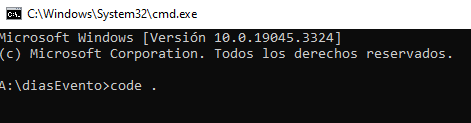 C:\Windows\System32\cmd.exe
Microsoft Windows [Versión 10.0.19045.3324]
(c) Microsoft Corporation. Todos los derechos reservados.
A:\diasEvento>code .